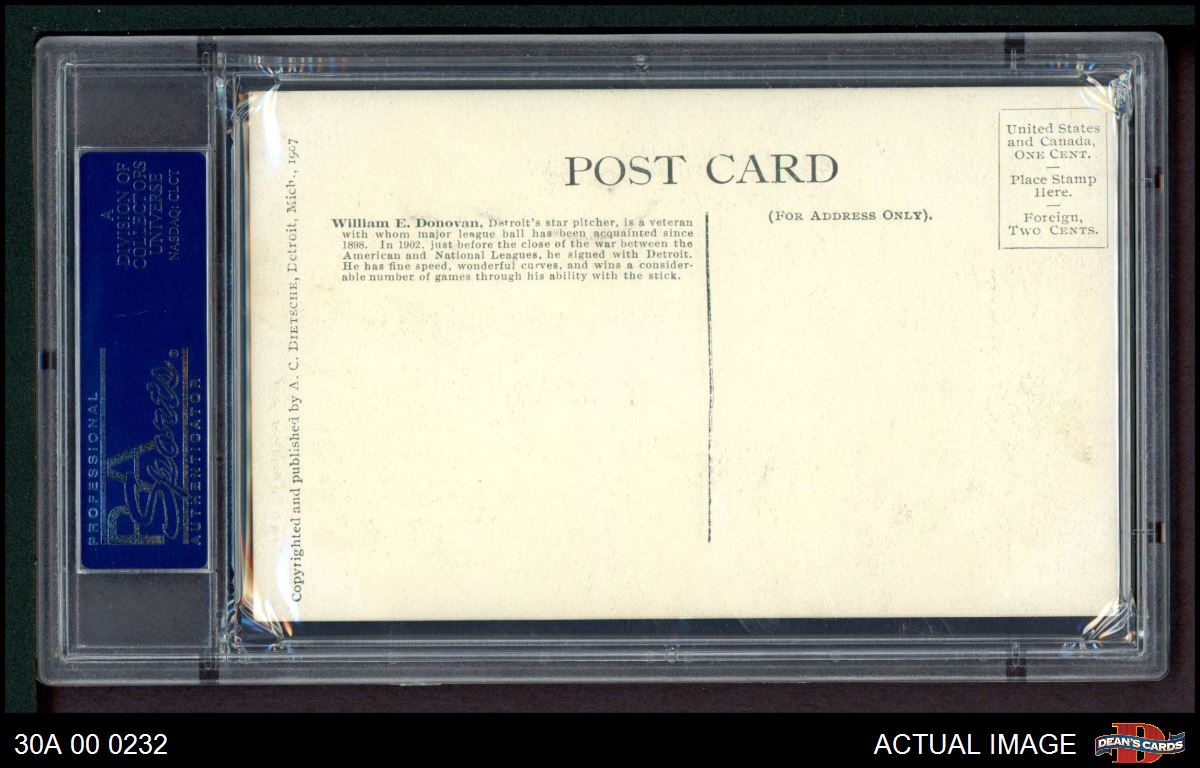 A
DIVISION OF
COLLECTORS
UNIVERSE
NASDAQ: CLCT
PROFESSIONAL
PSA
Sports®
AUTHENTICATOR
Copyrighted and published by A. C. DIETSCHE, Detroit, Mich., 1907
POST CARD
William E. Donovan, Detroit's star pitcher, is a veteran
with whom major league ball has been acquainted since
1898. In 1902, just before the close of the war between the
American and National Leagues, he signed with Detroit.
He has fine speed, wonderful curves, and wins a consider-
able number of games through his ability with the stick.
(FOR ADDRESS ONLY).
United States
and Canada,
ONE CENT.
—
Place Stamp
Here.
—
Foreign,
TWO CENTS.
30A 00 0232
ACTUAL IMAGE
D
DEAN'S CARDS